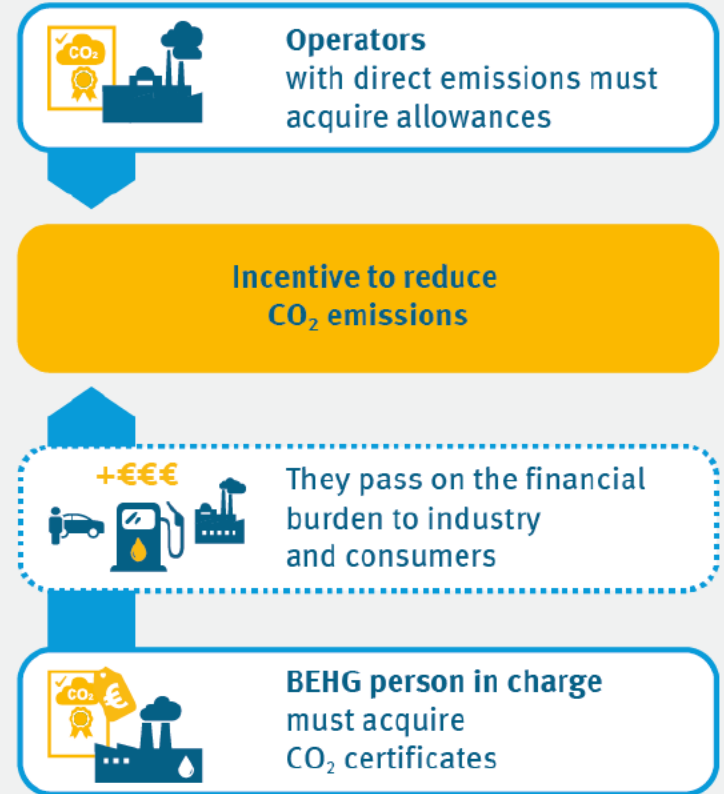 CO₂
Operators
with direct emissions must
acquire allowances
Incentive to reduce
CO₂ emissions
+€€€
They pass on the financial
burden to industry
and consumers
CO₂
€
BEHG person in charge
must acquire
CO₂ certificates